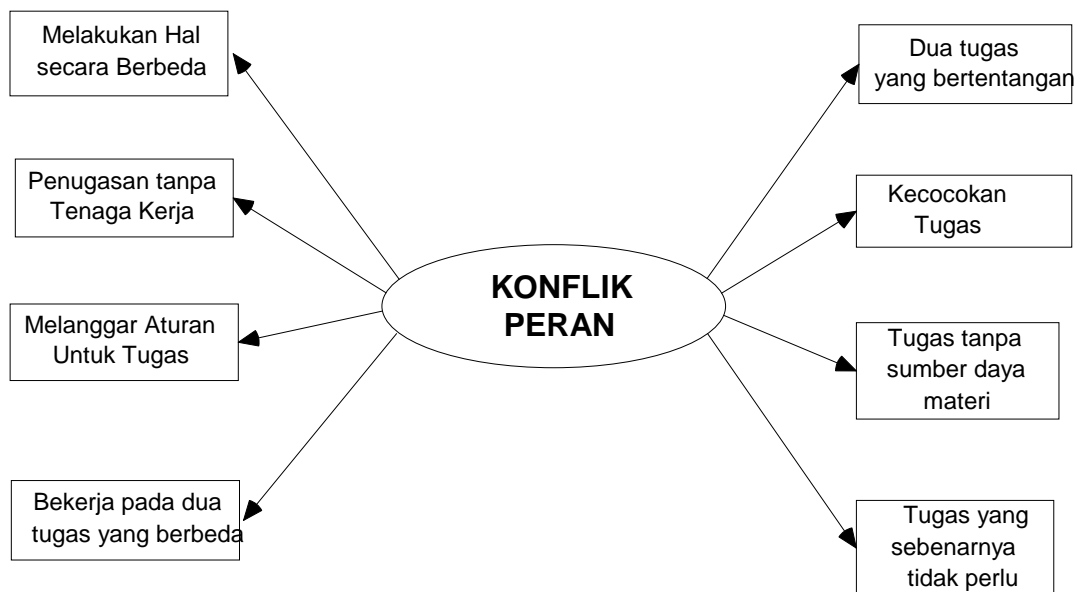 Melakukan Hal
secara Berbeda
Penugasan tanpa
Tenaga Kerja
Melanggar Aturan
Untuk Tugas
Bekerja pada dua
tugas yang berbeda
KONFLIK
PERAN
Dua tugas
yang bertentangan
Kecocokan
Tugas
Tugas tanpa
sumber daya
materi
Tugas yang
sebenarnya
tidak perlu